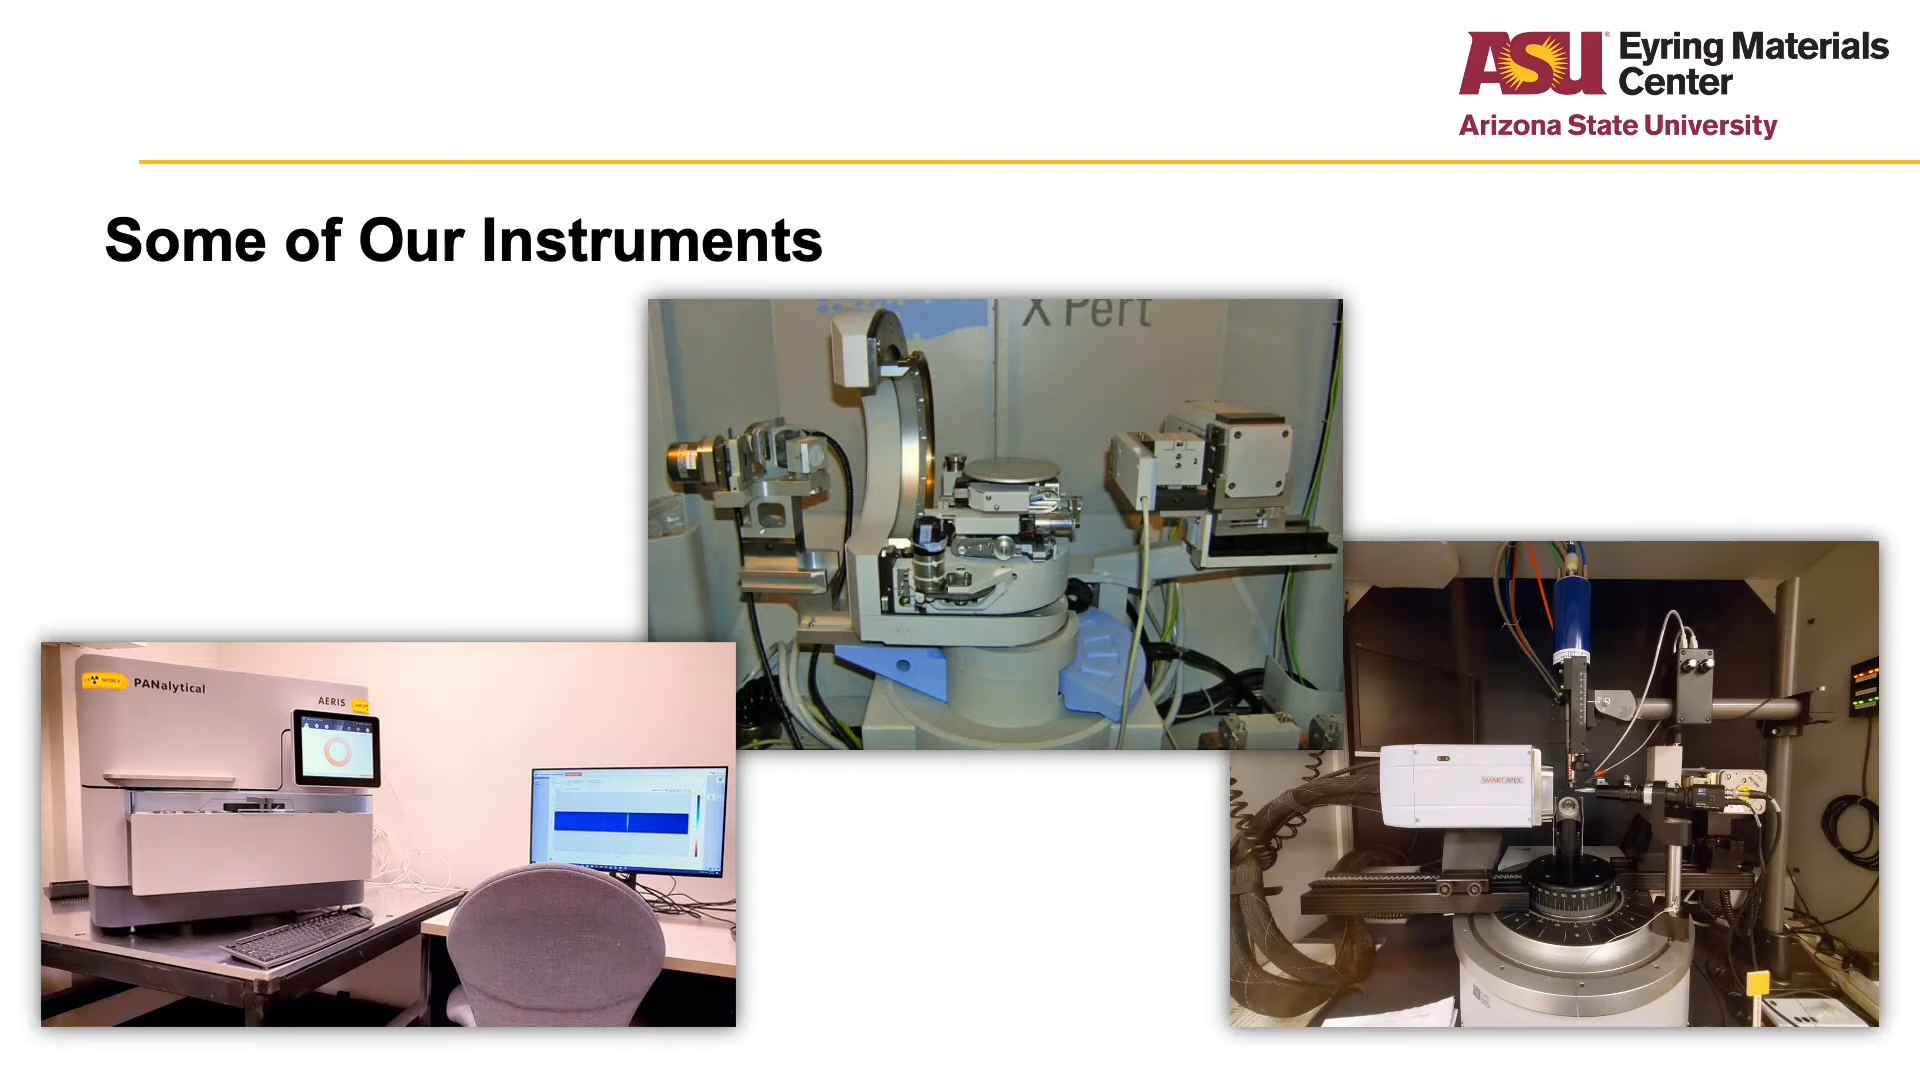 ASU Eyring Materials
Center
Arizona State University
Some of Our Instruments
X'Pert
PANalytical
AERIS
SMART APEX